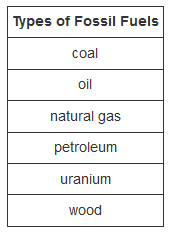 Types of Fossil Fuels
coal
oil
natural gas
petroleum
uranium
wood